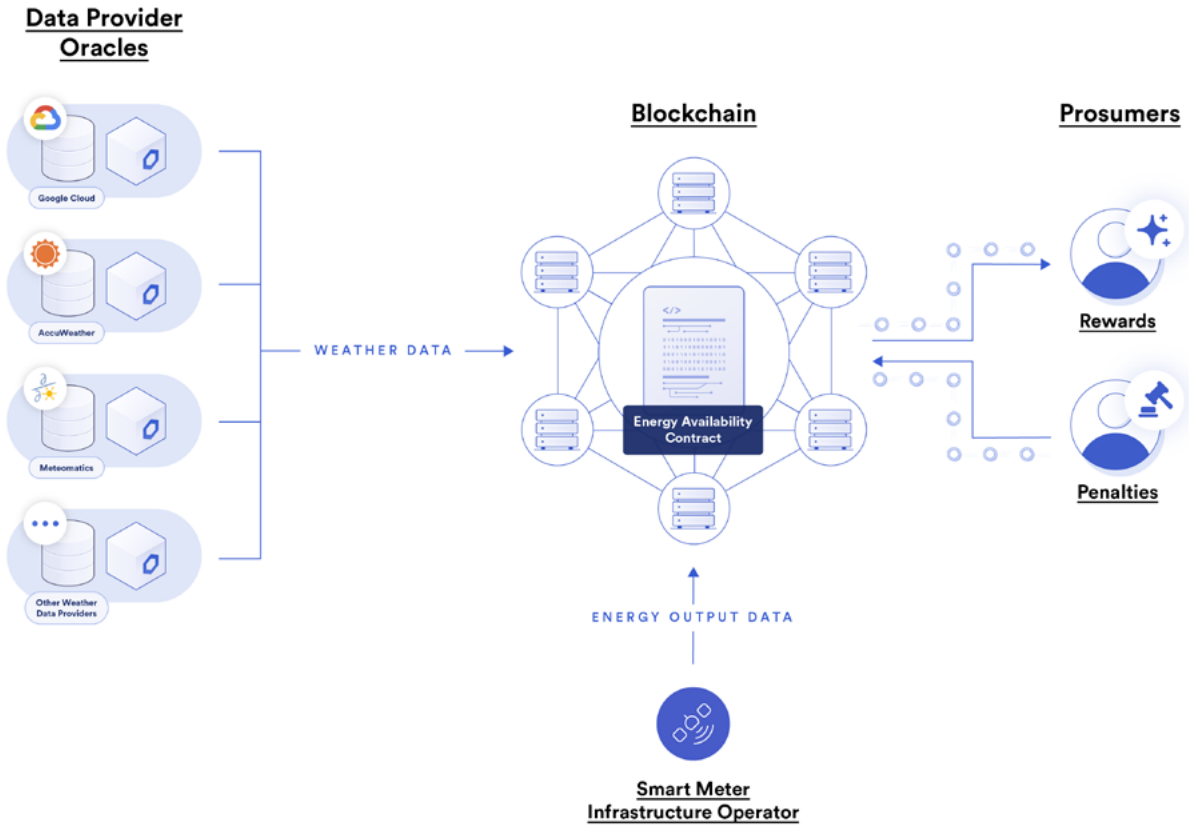 Data Provider
Oracles
Google Cloud
AccuWeather
Meteomatics
Other Weather
Data Providers
WEATHER DATA
Blockchain
</>
Energy Availability
Contract
ENERGY OUTPUT DATA
Smart Meter
Infrastructure Operator
Prosumers
Rewards
Penalties